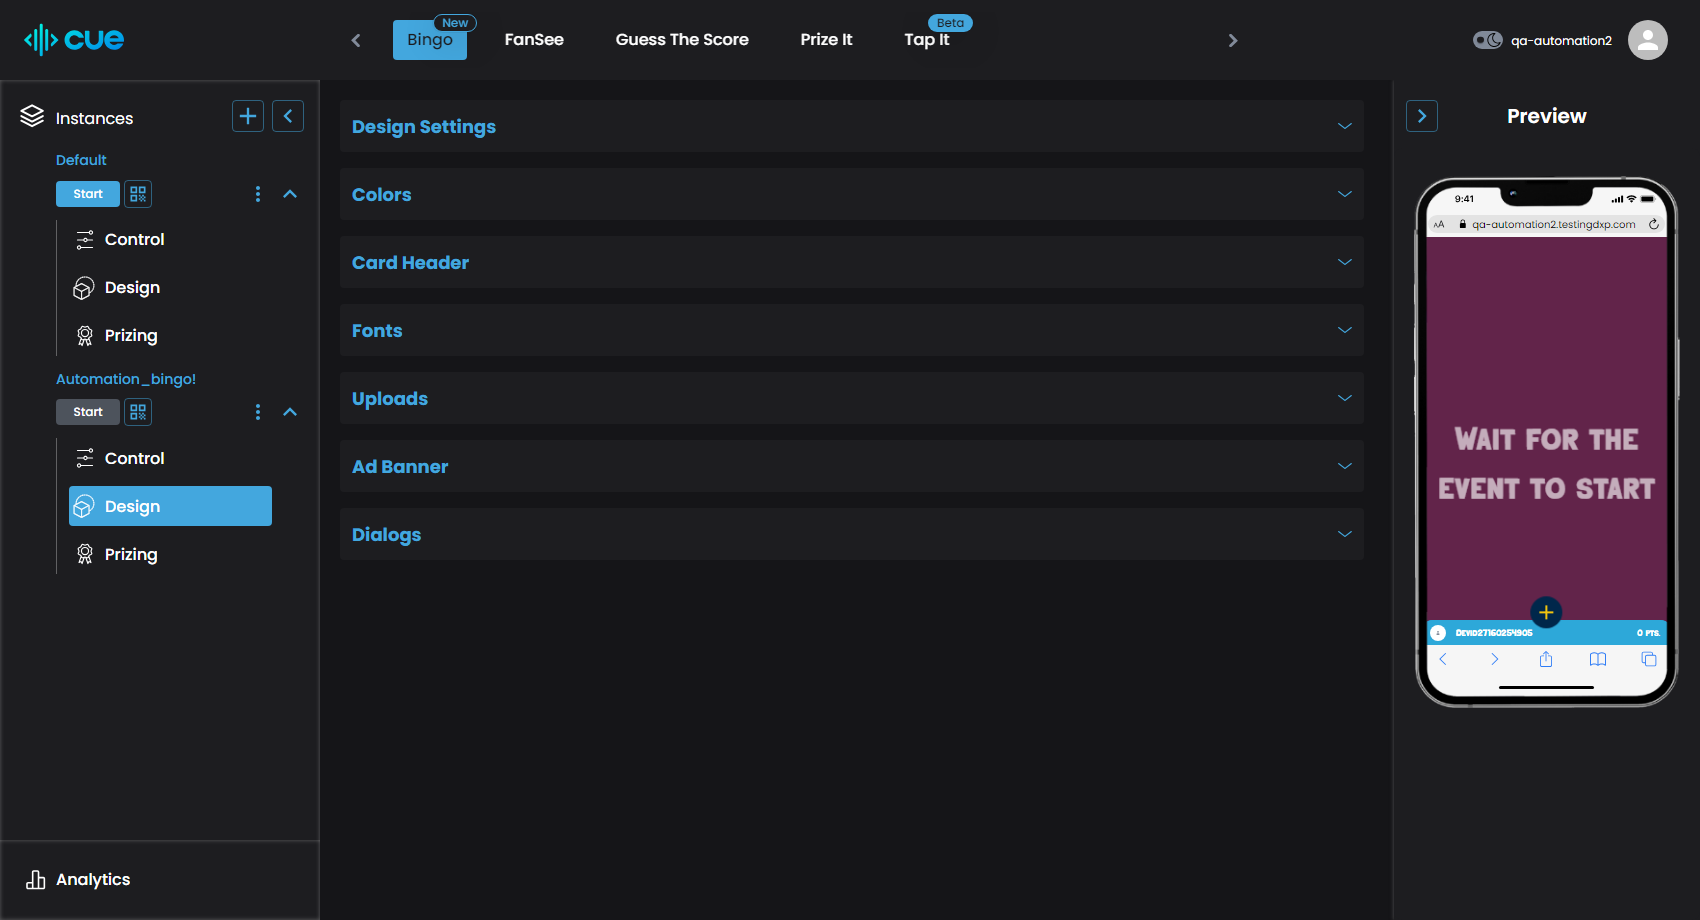 cue
Bingo
New
FanSee
Guess The Score
Prize It
Tap It
Beta
qa-automation2
Instances
Default
Start
Control
Design
Prizing
Automation_bingo!
Start
Control
Design
Prizing
Analytics
Design Settings
Colors
Card Header
Fonts
Uploads
Ad Banner
Dialogs
Preview
9:41
AA qa-automation2.testingdxp.com
WAIT FOR THE
EVENT TO START
DEVID27160254905 0 PTS.